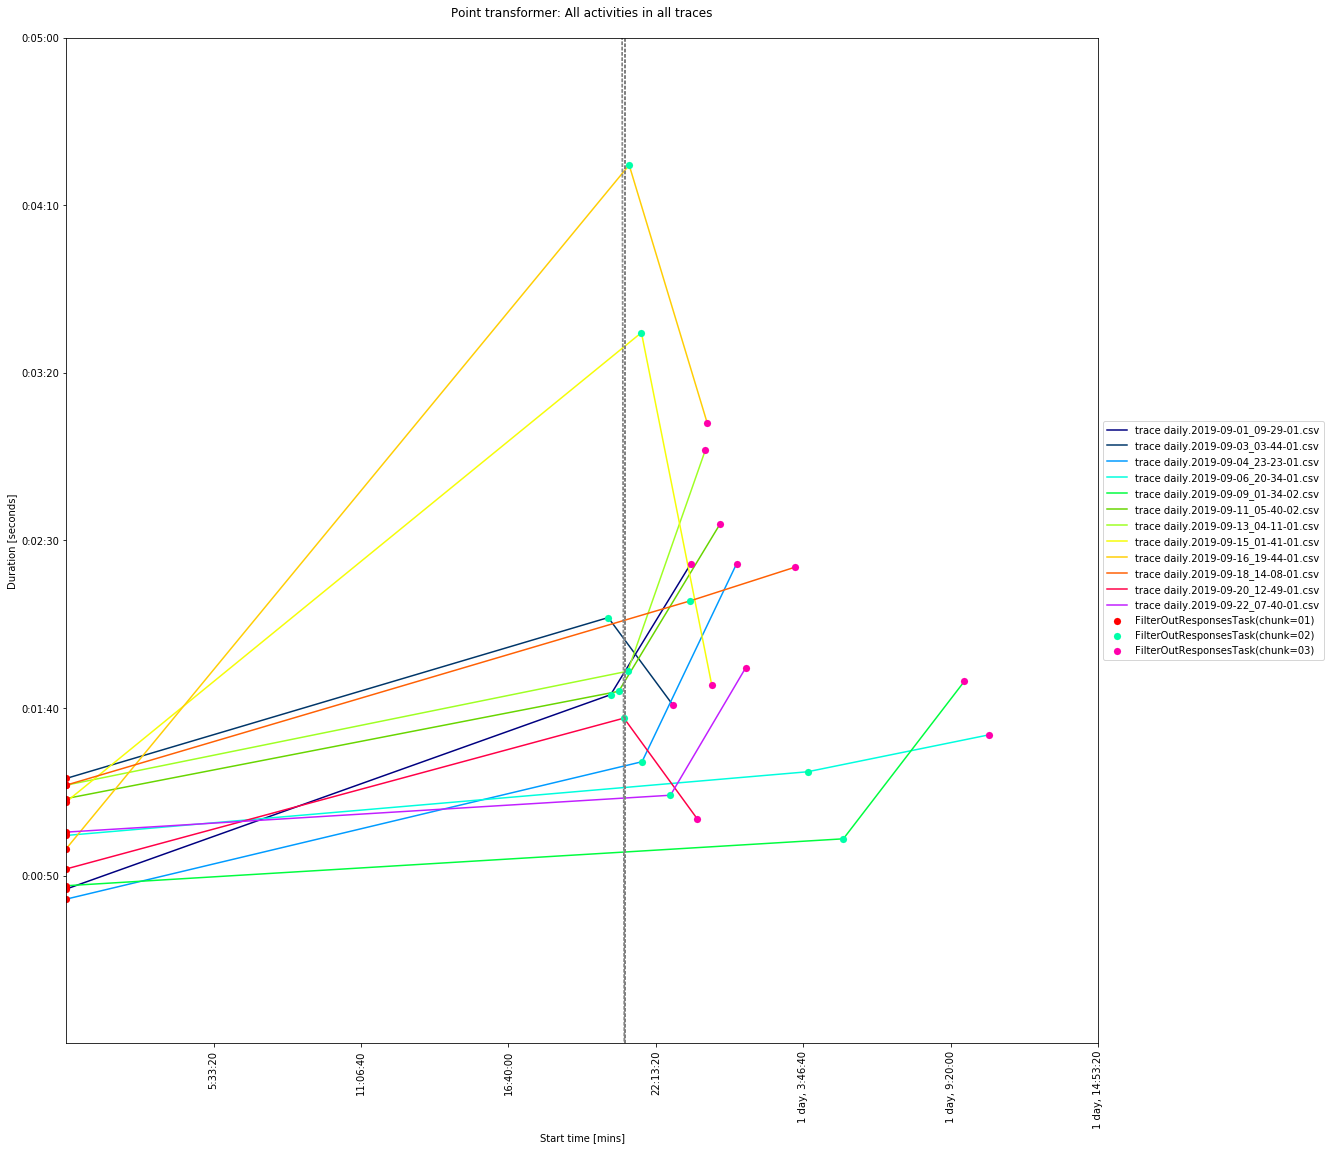 Point transformer: All activities in all traces
0:05:00
0:04:10
0:03:20
0:02:30
0:01:40
0:00:50
Duration [seconds]
5:33:20
11:06:40
16:40:00
22:13:20
1 day, 3:46:40
1 day, 9:20:00
1 day, 14:53:20
Start time [mins]
trace daily.2019-09-01_09-29-01.csv
trace daily.2019-09-03_03-44-01.csv
trace daily.2019-09-04_23-23-01.csv
trace daily.2019-09-06_20-34-01.csv
trace daily.2019-09-09_01-34-02.csv
trace daily.2019-09-11_05-40-02.csv
trace daily.2019-09-13_04-11-01.csv
trace daily.2019-09-15_01-41-01.csv
trace daily.2019-09-16_19-44-01.csv
trace daily.2019-09-18_14-08-01.csv
trace daily.2019-09-20_12-49-01.csv
trace daily.2019-09-22_07-40-01.csv
FilterOutResponsesTask(chunk=01)
FilterOutResponsesTask(chunk=02)
FilterOutResponsesTask(chunk=03)